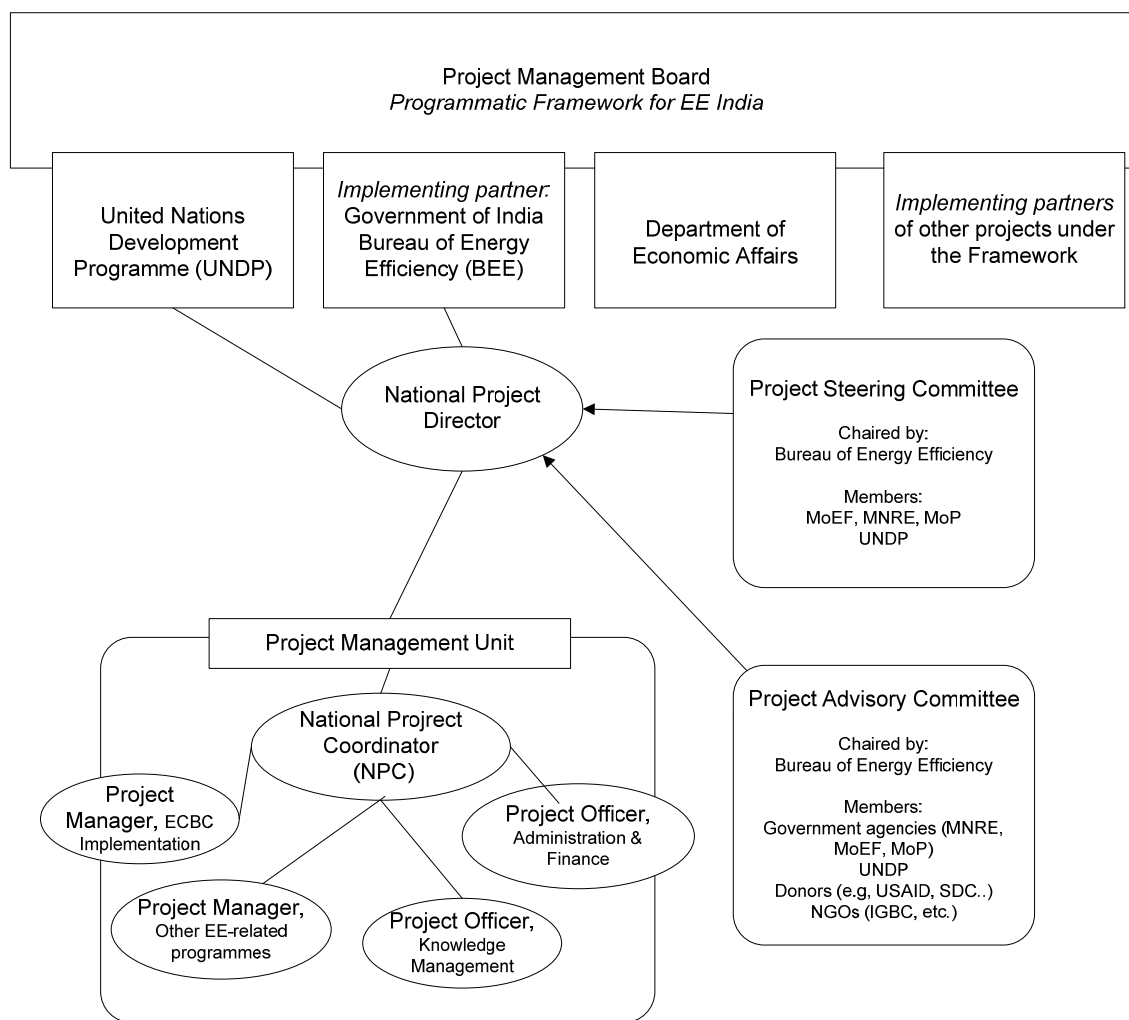 Project Management Board
Programmatic Framework for EE India
United Nations
Development
Programme (UNDP)
Implementing partner:
Government of India
Bureau of Energy
Efficiency (BEE)
Department of
Economic Affairs
Implementing partners
of other projects under
the Framework
National Project
Director
Project Steering Committee
Chaired by:
Bureau of Energy Efficiency
Members:
MoEF, MNRE, MoP
UNDP
Project Management Unit
National Projrect
Coordinator
(NPC)
Project
Manager, ECBC
Implementation
Project Officer,
Administration &
Finance
Project Manager,
Other EE-related
programmes
Project Officer,
Knowledge
Management
Project Advisory Committee
Chaired by:
Bureau of Energy Efficiency
Members:
Government agencies (MNRE,
MoEF, MoP)
UNDP
Donors (e.g, USAID, SDC..)
NGOs (IGBC, etc.)